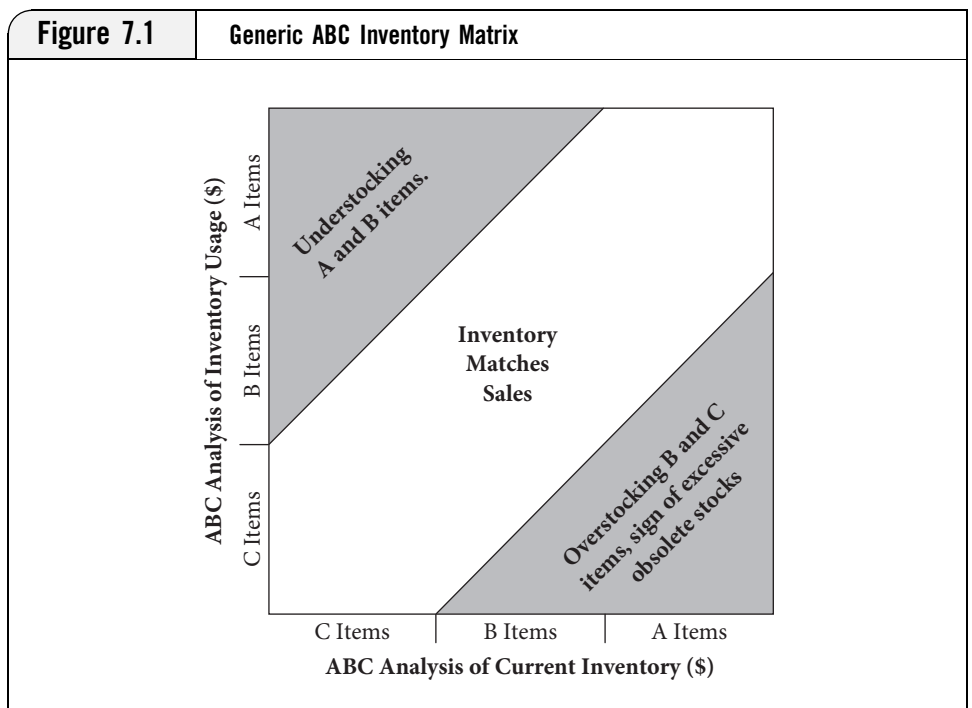 Figure 7.1
Generic ABC Inventory Matrix
ABC Analysis of Inventory Usage ($)
A Items
B Items
C Items
Understocking
A and B items.
Inventory
Matches
Sales
Overstocking B and C
items, sign of excessive
obsolete stocks
C Items
B Items
A Items
ABC Analysis of Current Inventory ($)